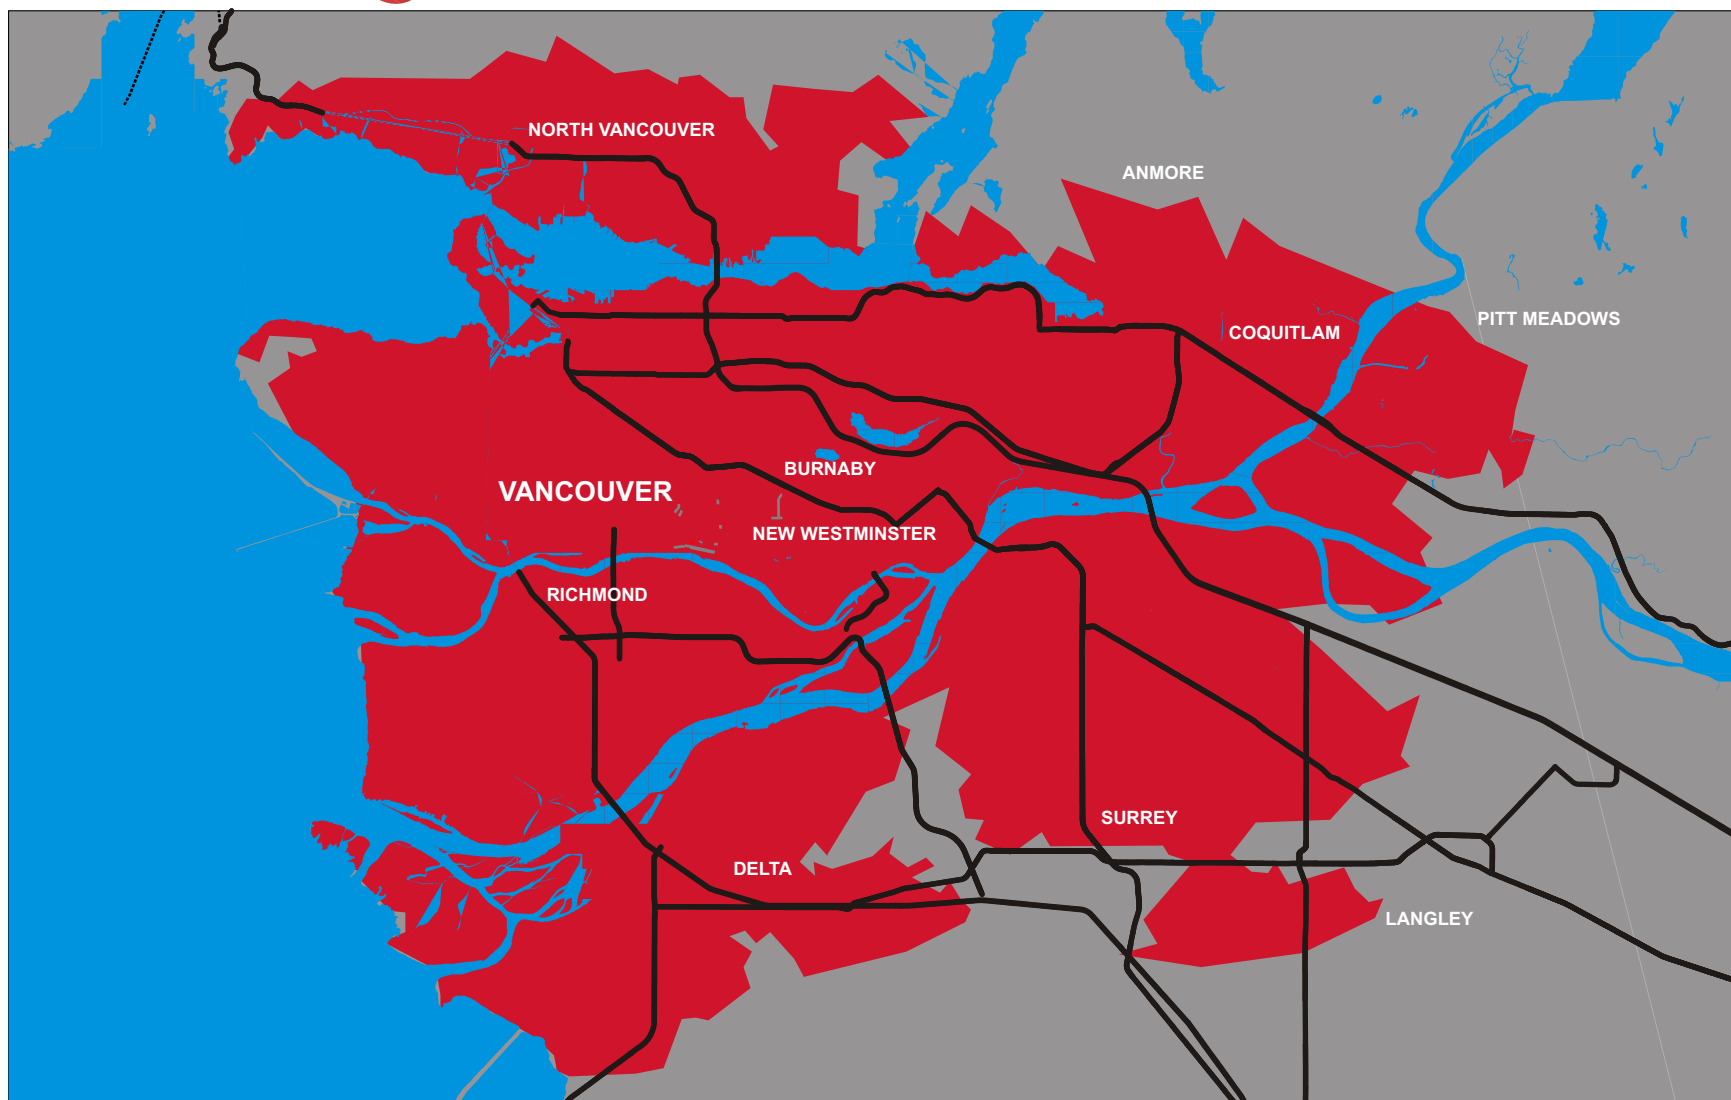 NORTH VANCOUVER
ANMORE
PITT MEADOWS
COQUITLAM
BURNABY
VANCOUVER
NEW WESTMINSTER
RICHMOND
SURREY
DELTA
LANGLEY